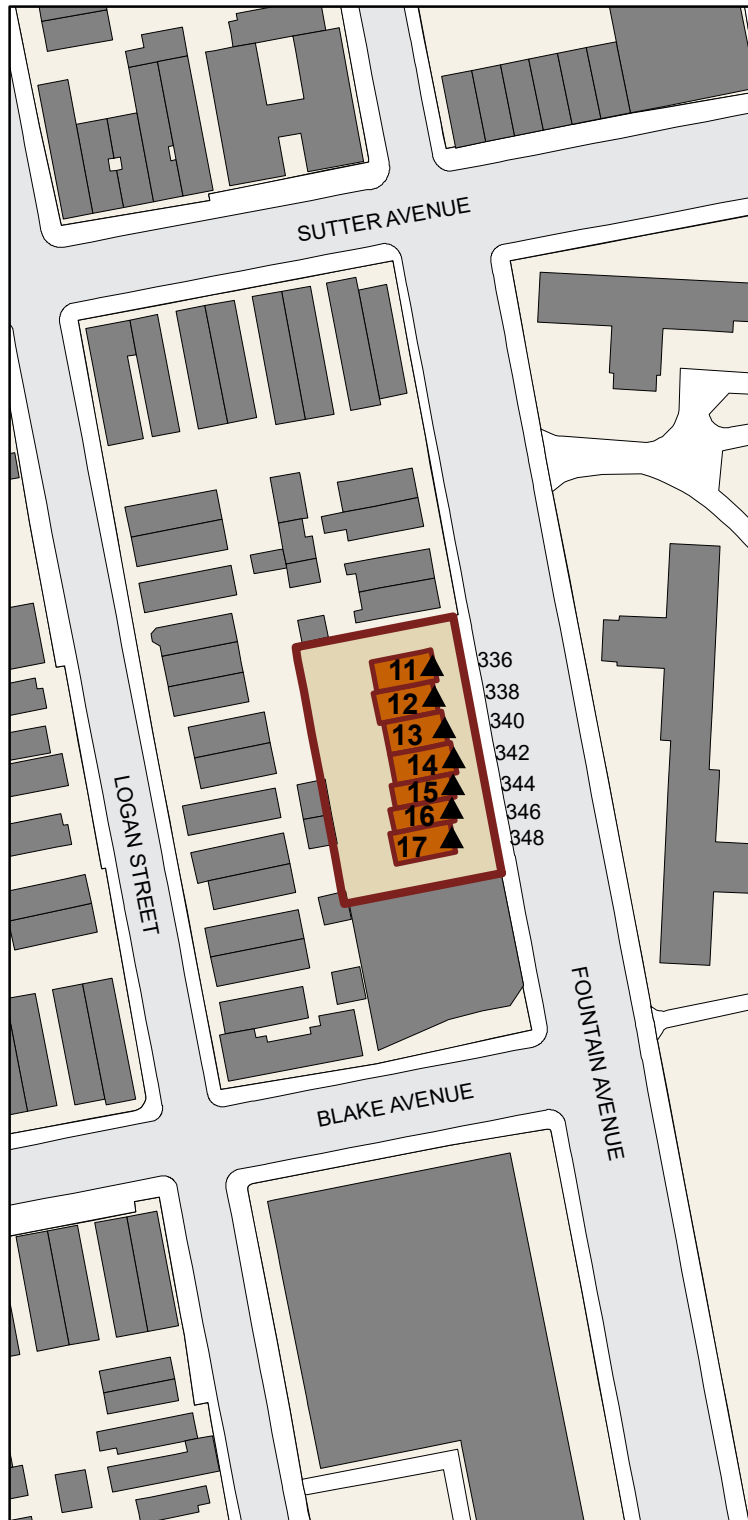 SUTTER AVENUE
11 336
12 338
13 340
14 342
15 344
16 346
17 348
LOGAN STREET
FOUNTAIN AVENUE
BLAKE AVENUE